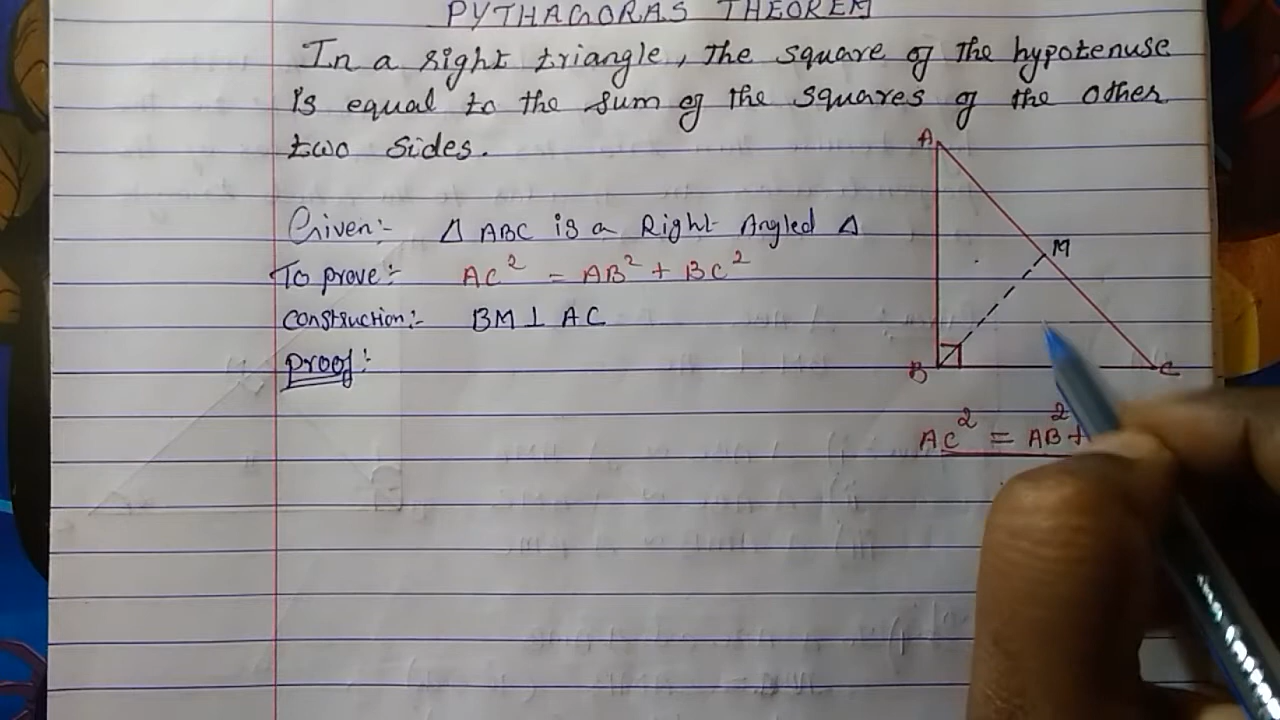 PYTHAGORAS THEOREM
In a right triangle, the square of the hypotenuse
is equal to the sum of the squares of the other
two sides.
A
Given:- Δ ABC is a Right Angled Δ
M
To prove:- AC² = AB² + BC²
Construction:- BM ⊥ AC
Proof:-
B
C
AC² = AB² +